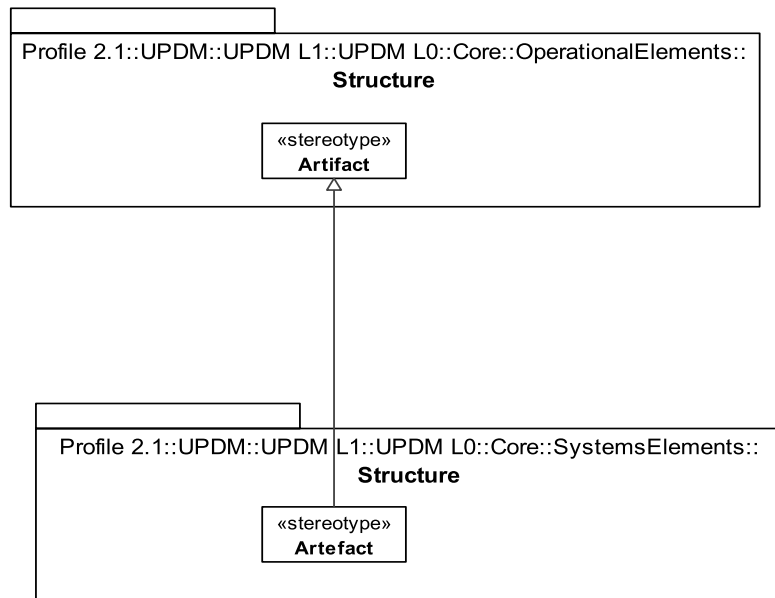 Profile 2.1::UPDM::UPDM L1::UPDM L0::Core::OperationalElements::
Structure
«stereotype»
Artifact
Profile 2.1::UPDM::UPDM L1::UPDM L0::Core::SystemsElements::
Structure
«stereotype»
Artefact